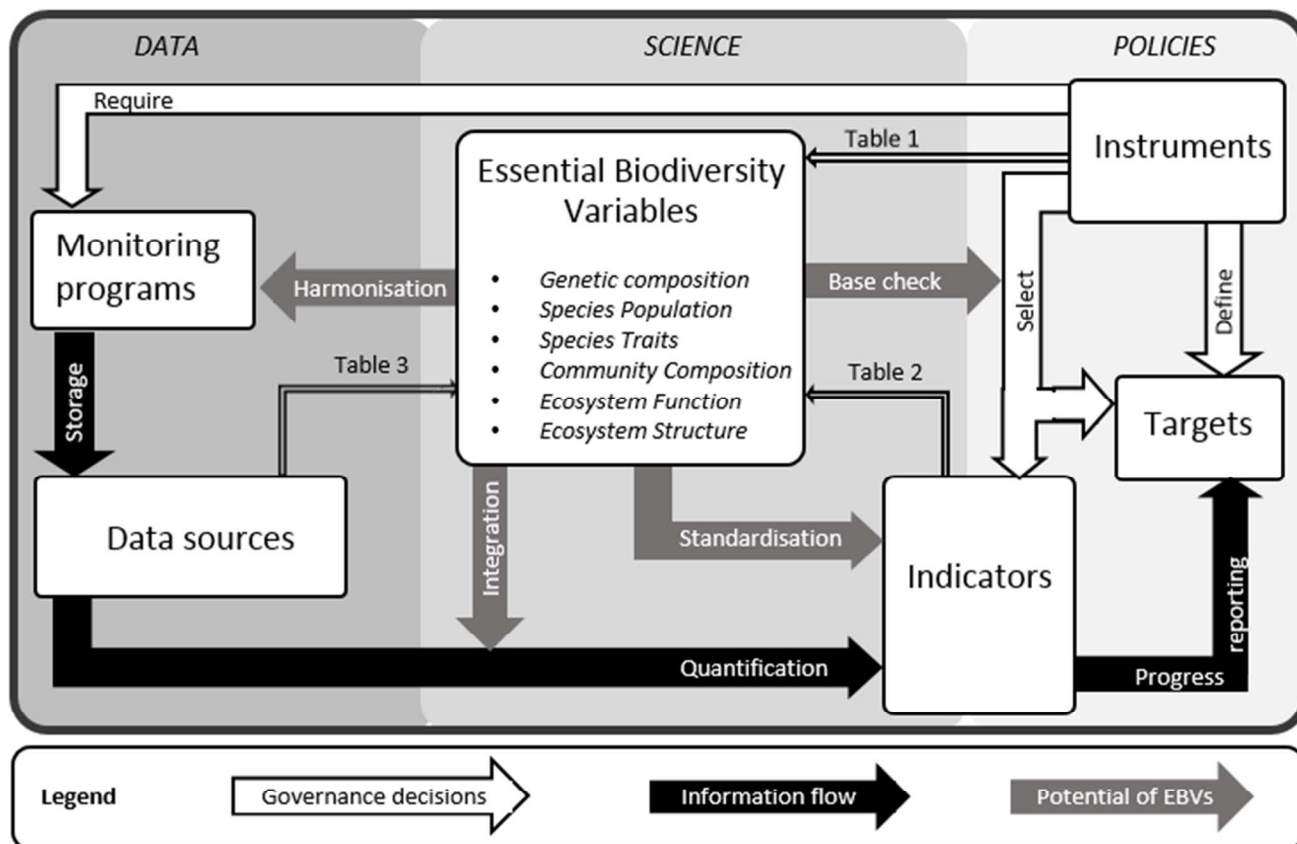 DATA
SCIENCE
POLICIES
Require
Table 1
Instruments
Essential Biodiversity
Variables
• Genetic composition
• Species Population
• Species Traits
• Community Composition
• Ecosystem Function
• Ecosystem Structure
Monitoring
programs
Harmonisation
Base check
Select
Define
Storage
Table 3
Table 2
Targets
Data sources
Integration
Standardisation
Indicators
Quantification
Progress
reporting
Legend
Governance decisions
Information flow
Potential of EBVs